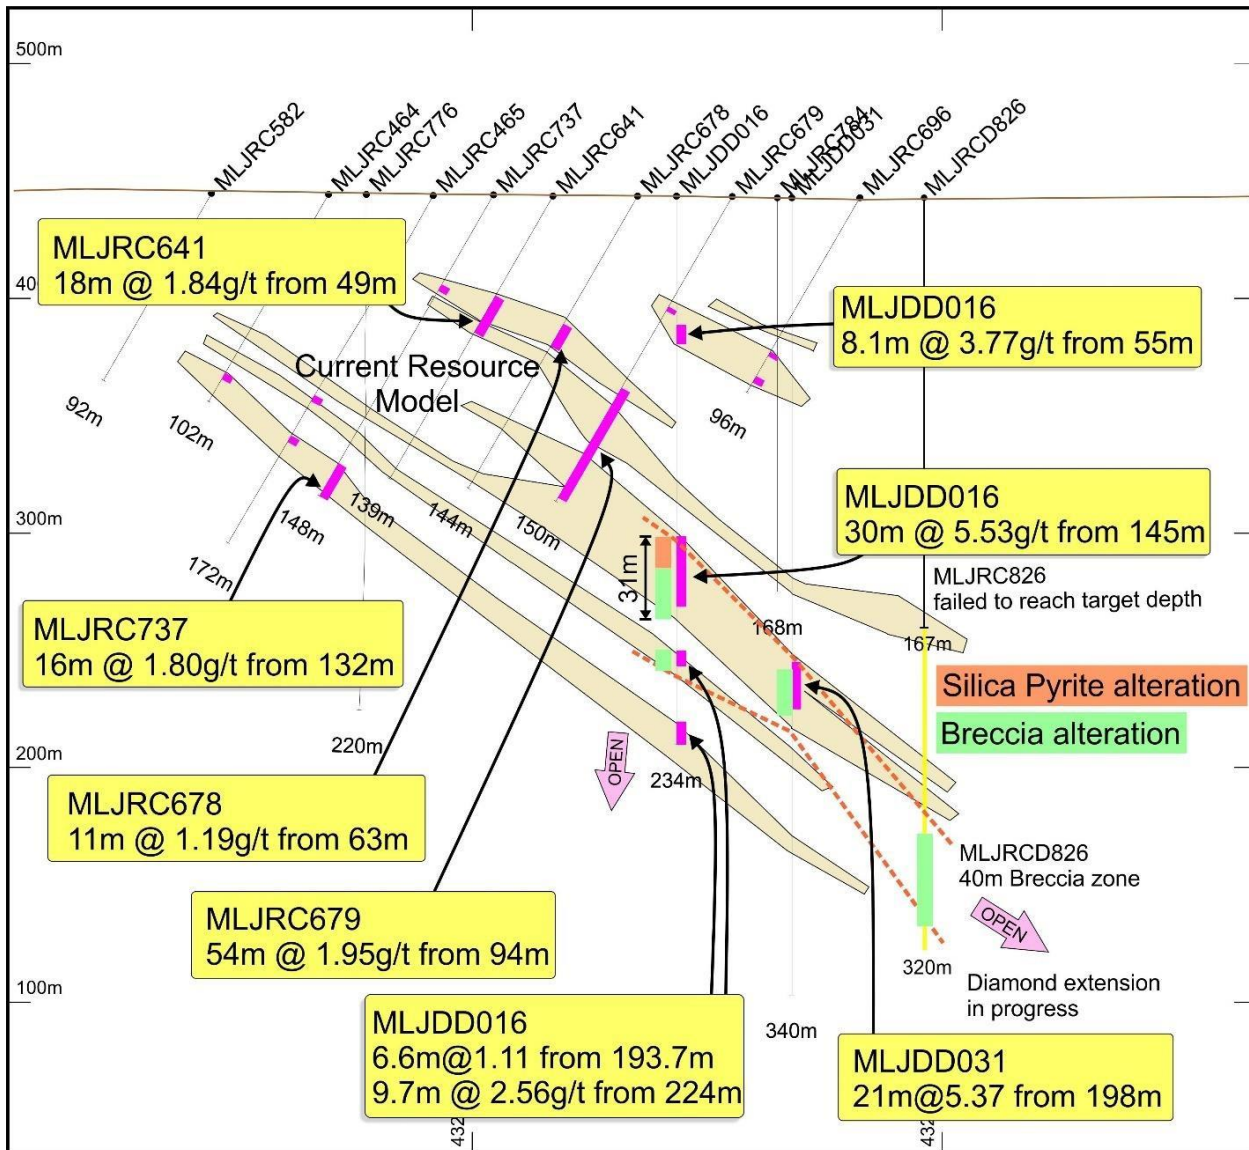 500m
MLJRC582
MLJRC464
MLJRC776
MLJRC465
MLJRC737
MLJRC641
MLJRC678
MLJDD016
MLJRC679
MLJRC784
MLJDD031
MLJRC696
MLJRCD826
MLJRC641
18m @ 1.84g/t from 49m
MLJDD016
8.1m @ 3.77g/t from 55m
Current Resource
Model
92m
102m
96m
MLJDD016
30m @ 5.53g/t from 145m
300m
148m
139m
144m
150m
172m
31m
MLJRC826
failed to reach target depth
168m
167m
MLJRC737
16m @ 1.80g/t from 132m
Silica Pyrite alteration
Breccia alteration
220m
OPEN
200m
234m
MLJRC678
11m @ 1.19g/t from 63m
MLJRCD826
40m Breccia zone
MLJRC679
54m @ 1.95g/t from 94m
OPEN
320m
Diamond extension
in progress
100m
MLJDD016
6.6m@1.11 from 193.7m
9.7m @ 2.56g/t from 224m
340m
MLJDD031
21m@5.37 from 198m